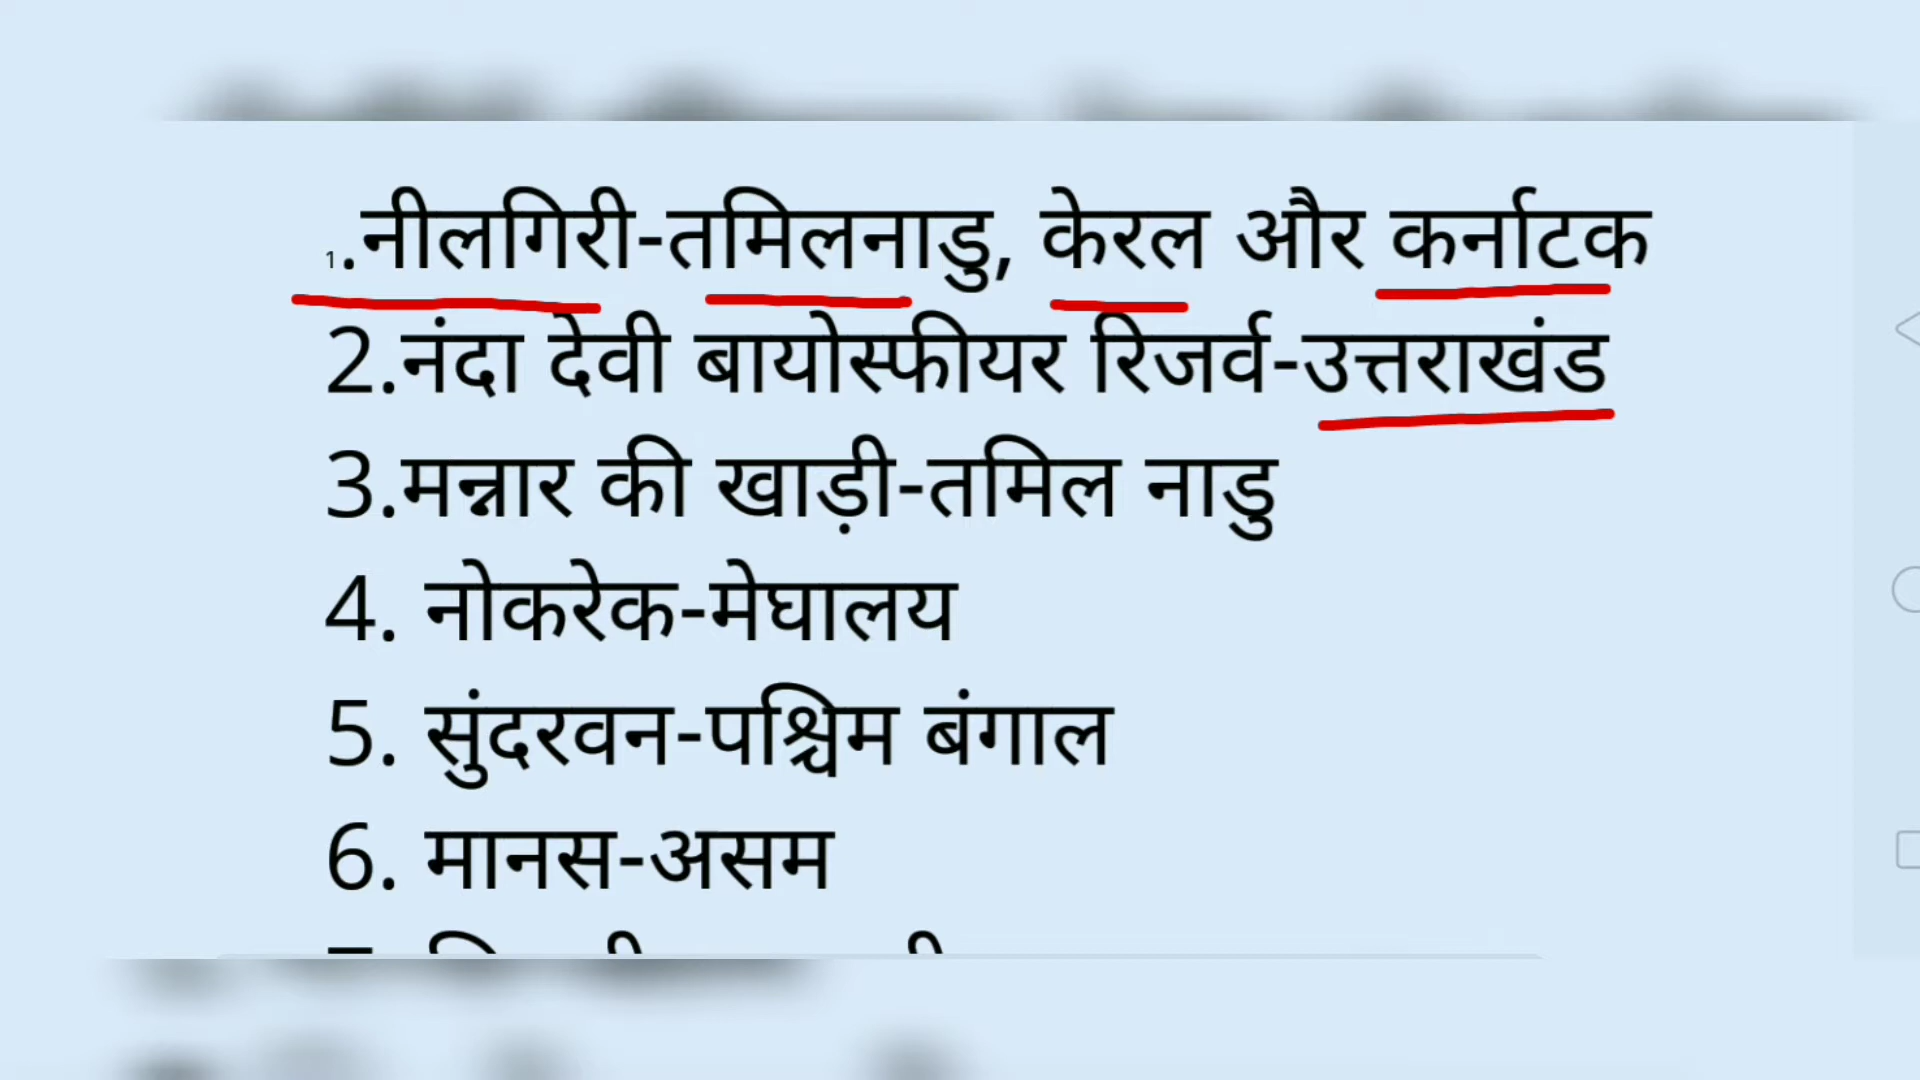 1.नीलगिरी-तमिलनाडु, केरल और कर्नाटक
2.नंदा देवी बायोस्फीयर रिजर्व-उत्तराखंड
3.मन्नार की खाड़ी-तमिल नाडु
4. नोकरेक-मेघालय
5. सुंदरवन-पश्चिम बंगाल
6. मानस-असम